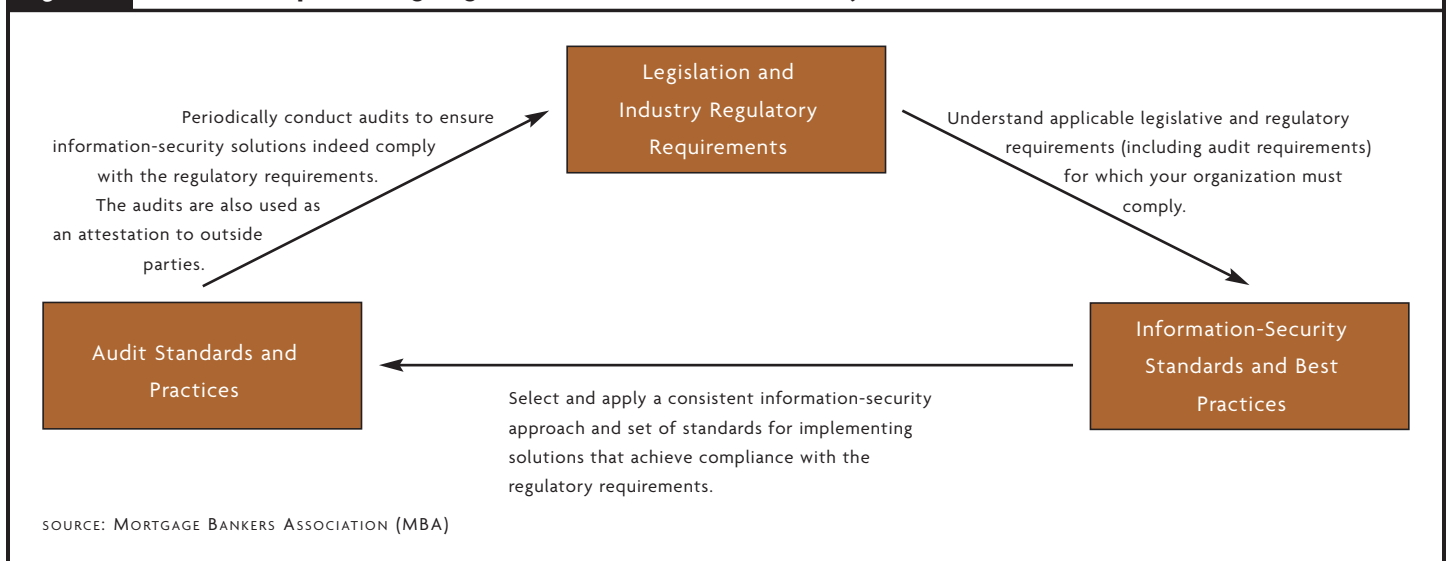 Legislation and
Industry Regulatory
Requirements
Periodically conduct audits to ensure
information-security solutions indeed comply
with the regulatory requirements.
The audits are also used as
an attestation to outside
parties.
Understand applicable legislative and regulatory
requirements (including audit requirements)
for which your organization must
comply.
Audit Standards and
Practices
Information-Security
Standards and Best
Practices
Select and apply a consistent information-security
approach and set of standards for implementing
solutions that achieve compliance with the
regulatory requirements.
SOURCE: MORTGAGE BANKERS ASSOCIATION (MBA)